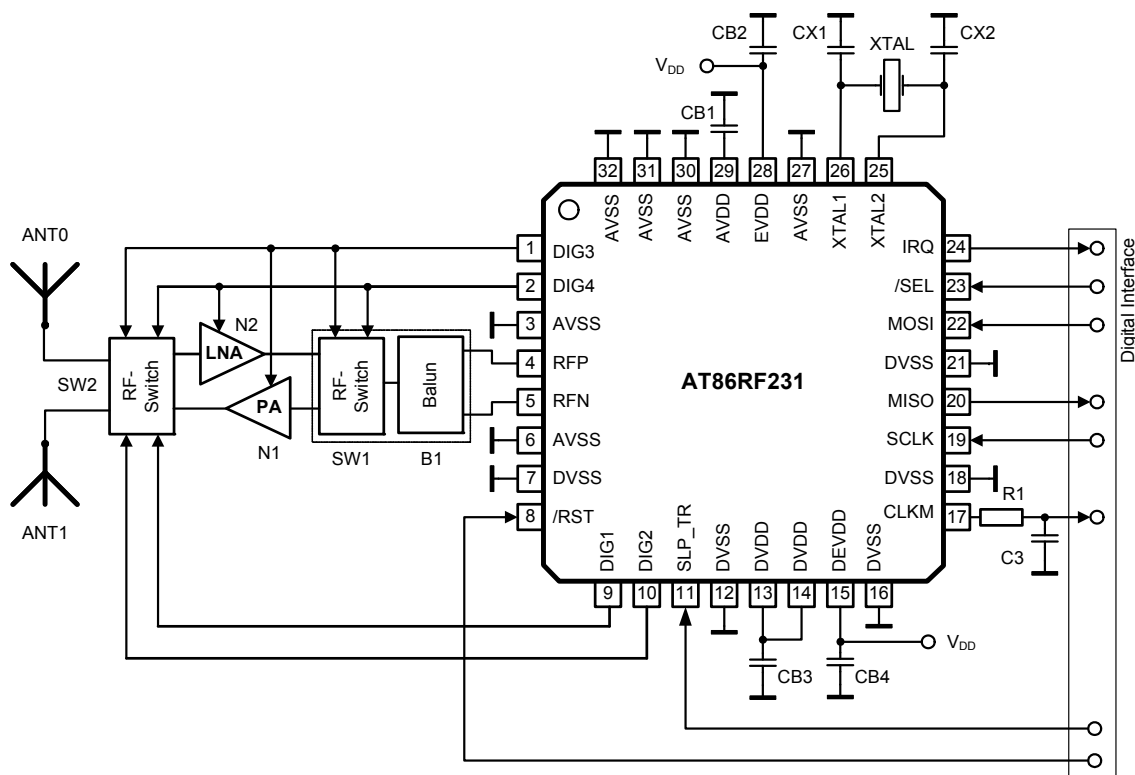 CB2
CX1
XTAL
CX2
VDD
CB1
32
31
30
29
28
27
26
25
AVSS
AVSS
AVSS
AVDD
EVDD
AVSS
XTAL1
XTAL2
ANT0
1
DIG3
2
DIG4
3
AVSS
4
RFP
5
RFN
6
AVSS
7
DVSS
8
/RST
N2
LNA
SW2
RF-
Switch
PA
N1
RF-
Switch
SW1
Balun
B1
ANT1
AT86RF231
IRQ
24
/SEL
23
MOSI
22
DVSS
21
MISO
20
SCLK
19
DVSS
18
CLKM
17
R1
C3
Digital Interface
DIG1
DIG2
SLP_TR
DVSS
DVDD
DVDD
DEVDD
DVSS
9
10
11
12
13
14
15
16
VDD
CB3
CB4